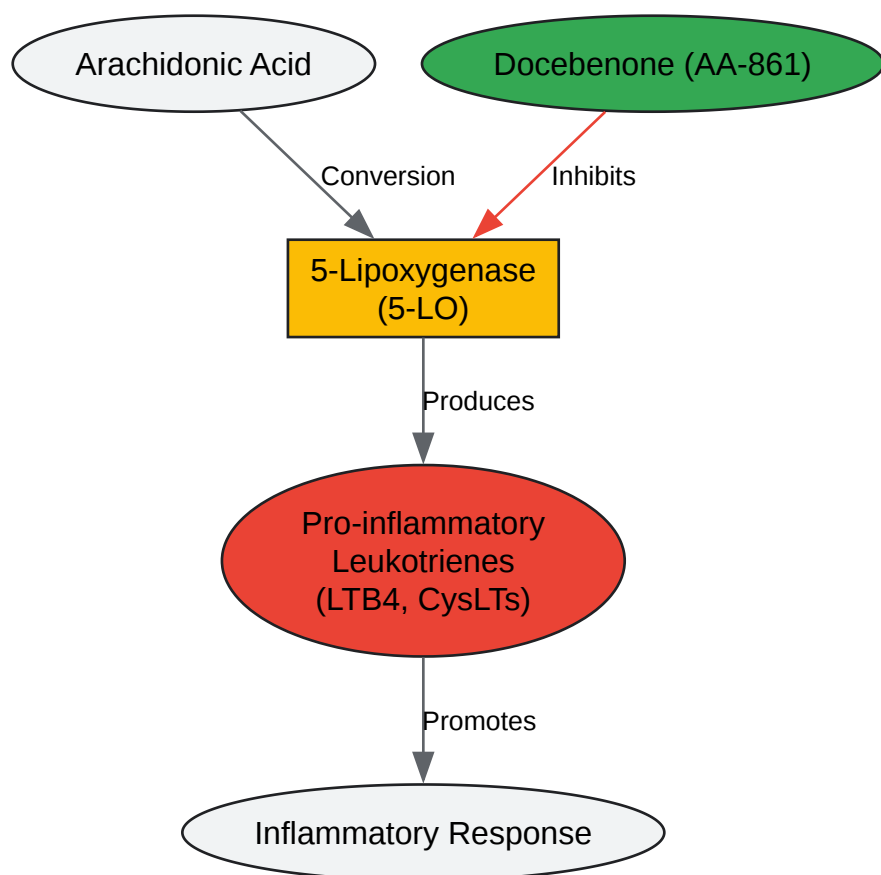 Arachidonic Acid
Docebenone (AA-861)
Conversion
Inhibits
5-Lipoxygenase
(5-LO)
Produces
Pro-inflammatory
Leukotrienes
(LTB4, CysLTs)
Promotes
Inflammatory Response